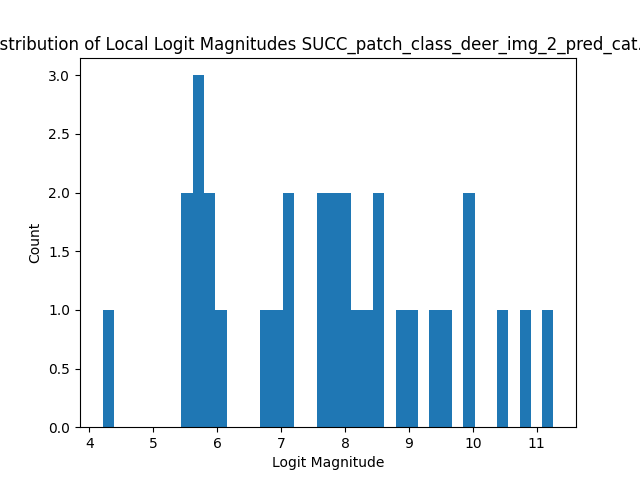 stribution of Local Logit Magnitudes SUCC_patch_class_deer_img_2_pred_cat.
3.0
2.5
2.0
1.5
1.0
0.5
0.0
Count
4 5 6 7 8 9 10 11
Logit Magnitude